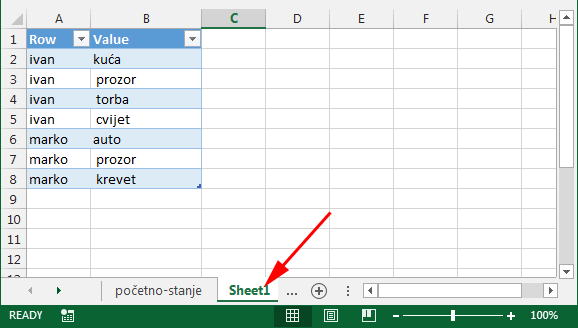 A B C D E F G H
1 Row Value
2 ivan kuća
3 ivan prozor
4 ivan torba
5 ivan cvijet
6 marko auto
7 marko prozor
8 marko krevet
9
10
11
12
početno-stanje Sheet1 ...
READY 100%